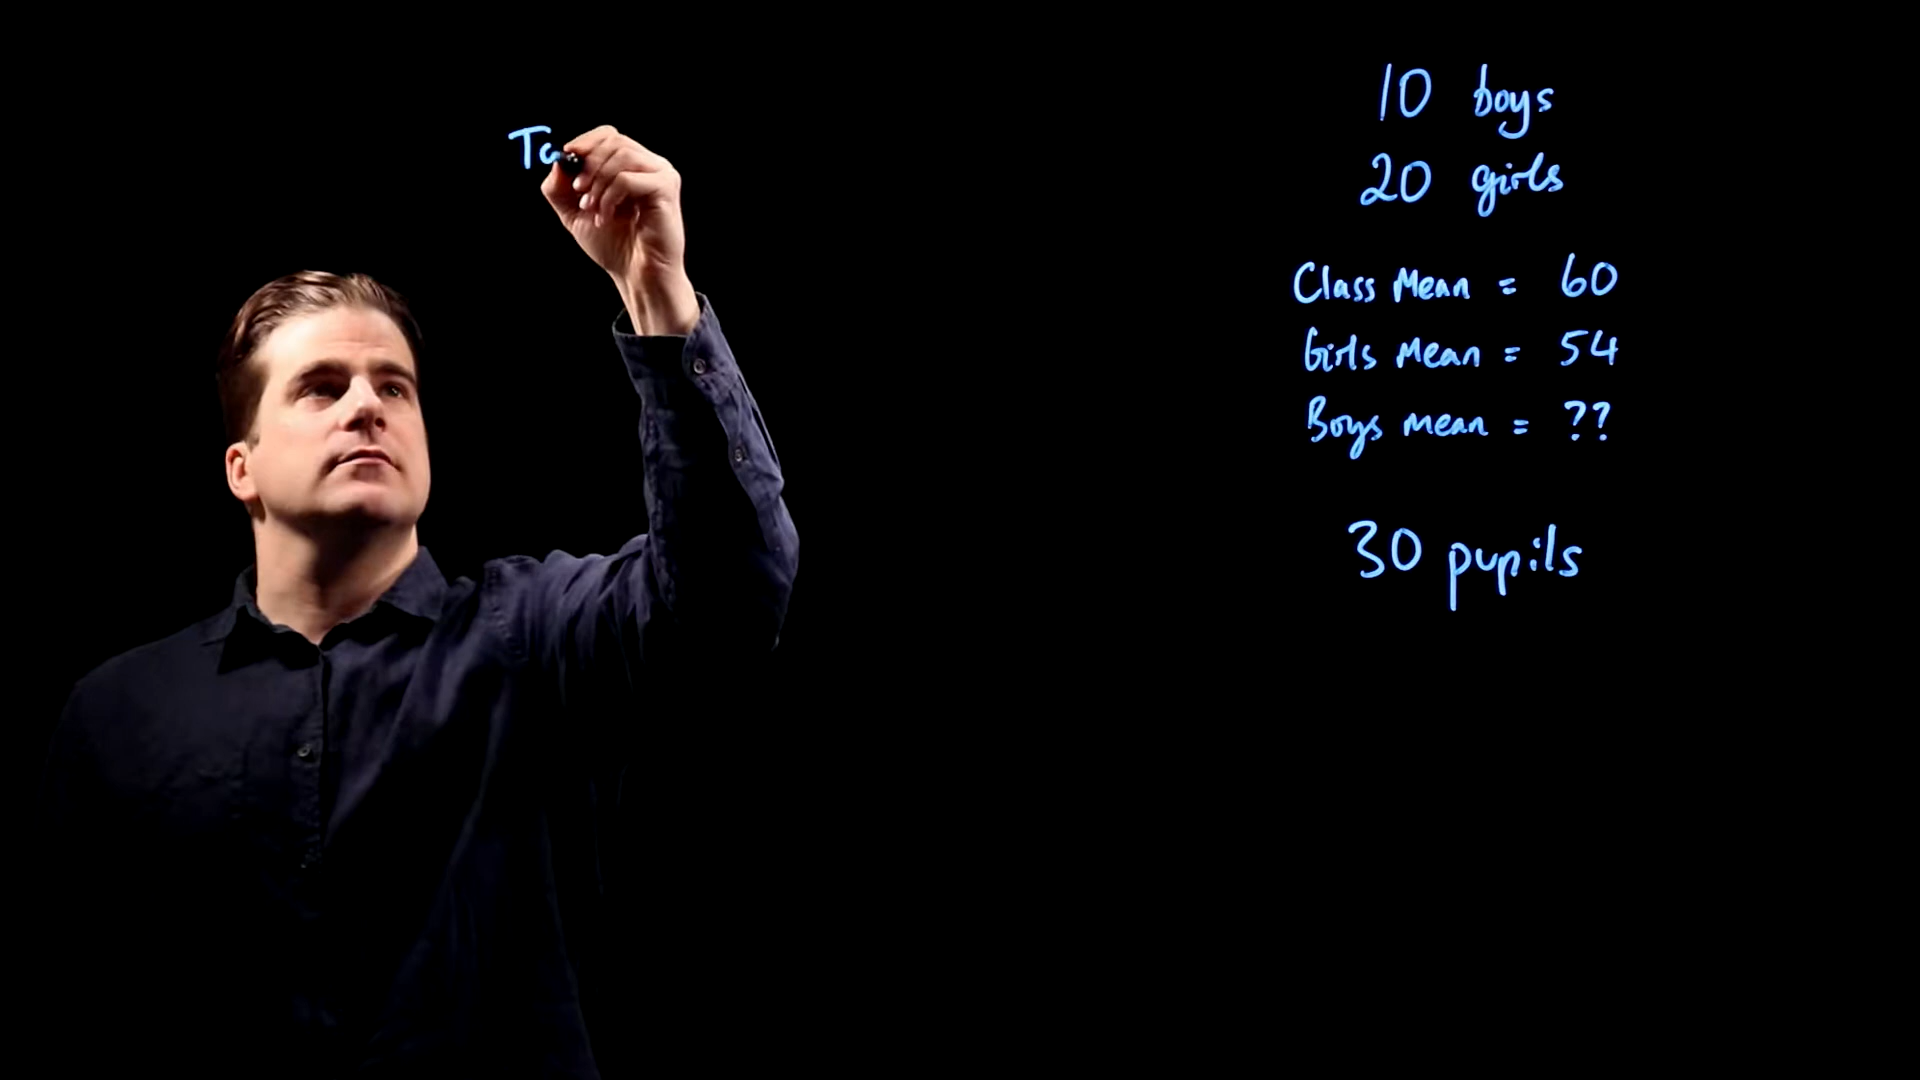 10 boys
20 girls
Class Mean = 60
Girls Mean = 54
Boys mean = ??
30 pupils